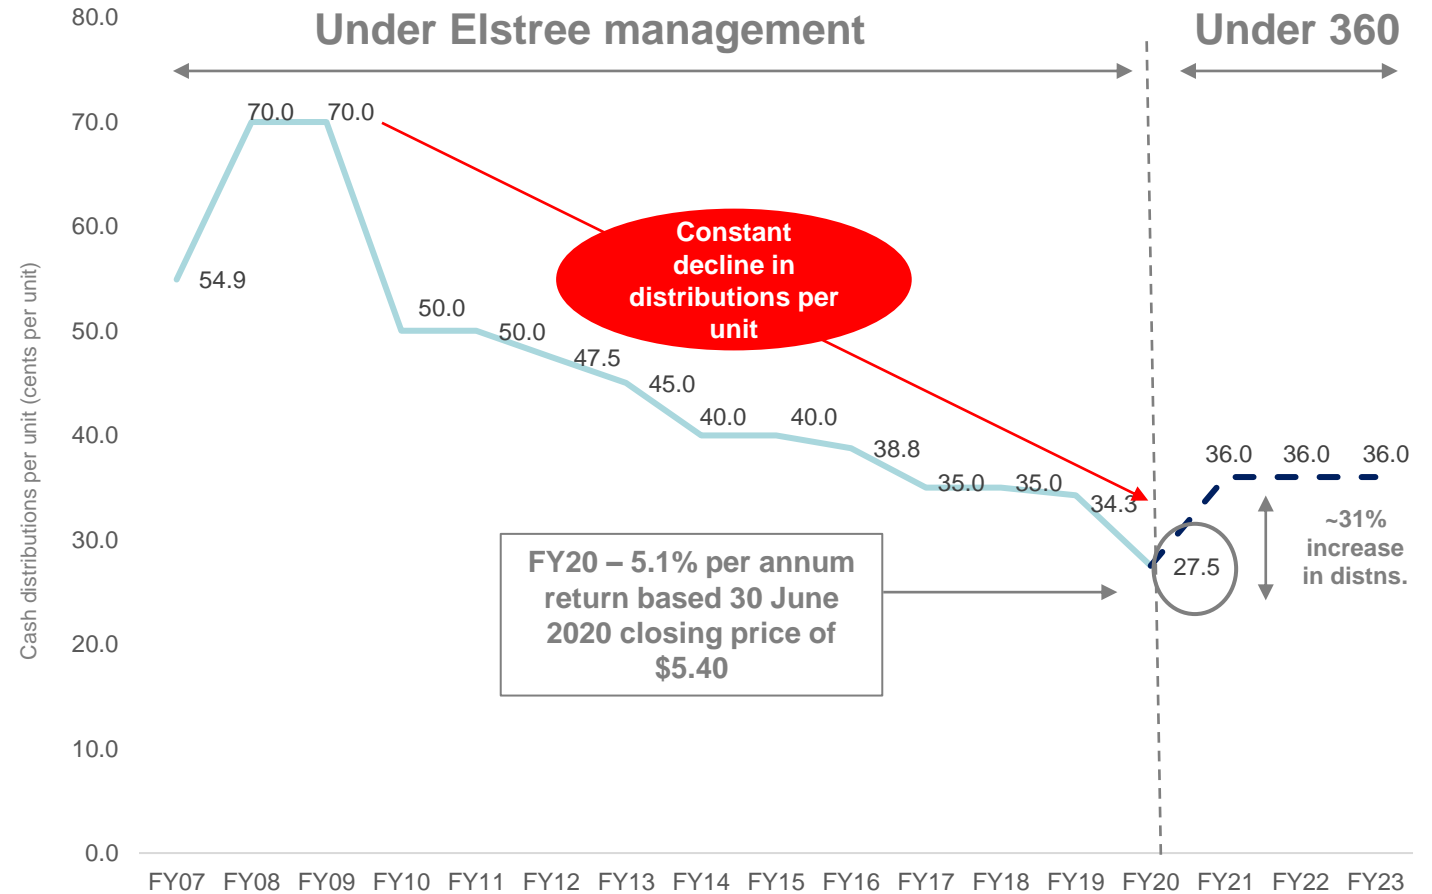 Under Elstree management
Under 360
Cash distributions per unit (cents per unit)
80.0
70.0
60.0
50.0
40.0
30.0
20.0
10.0
0.0
54.9
70.0
70.0
50.0
50.0
47.5
45.0
40.0
40.0
38.8
35.0
35.0
34.3
27.5
36.0
36.0
36.0
Constant
decline in
distributions per
unit
FY20 – 5.1% per annum
return based 30 June
2020 closing price of
$5.40
~31%
increase
in distns.
FY07 FY08 FY09 FY10 FY11 FY12 FY13 FY14 FY15 FY16 FY17 FY18 FY19 FY20 FY21 FY22 FY23